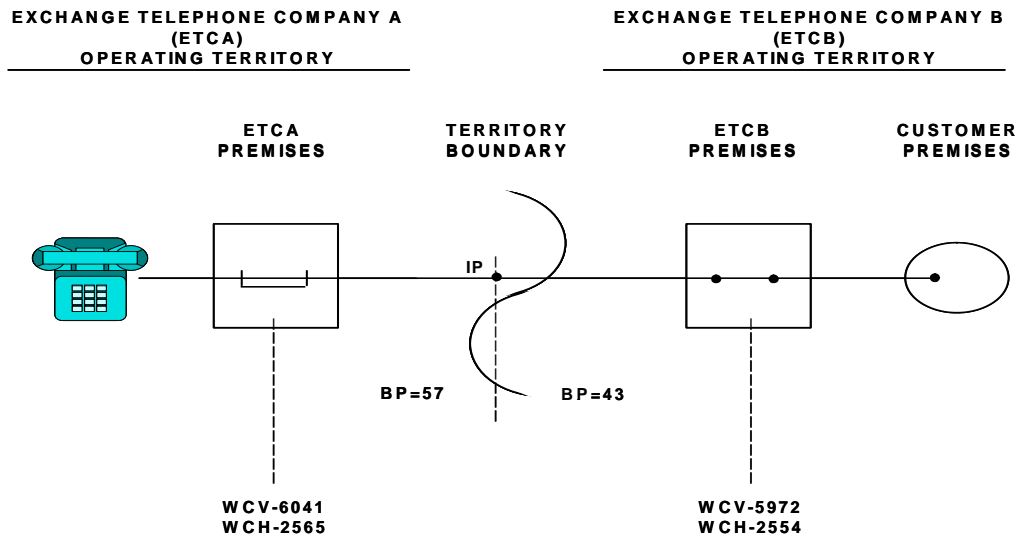 EXCHANGE TELEPHONE COMPANY A
(ETCA)
OPERATING TERRITORY
EXCHANGE TELEPHONE COMPANY B
(ETCB)
OPERATING TERRITORY
ETCA
PREMISES
TERRITORY
BOUNDARY
ETCB
PREMISES
CUSTOMER
PREMISES
IP
BP=57
BP=43
WCV-6041
WCH-2565
WCV-5972
WCH-2554